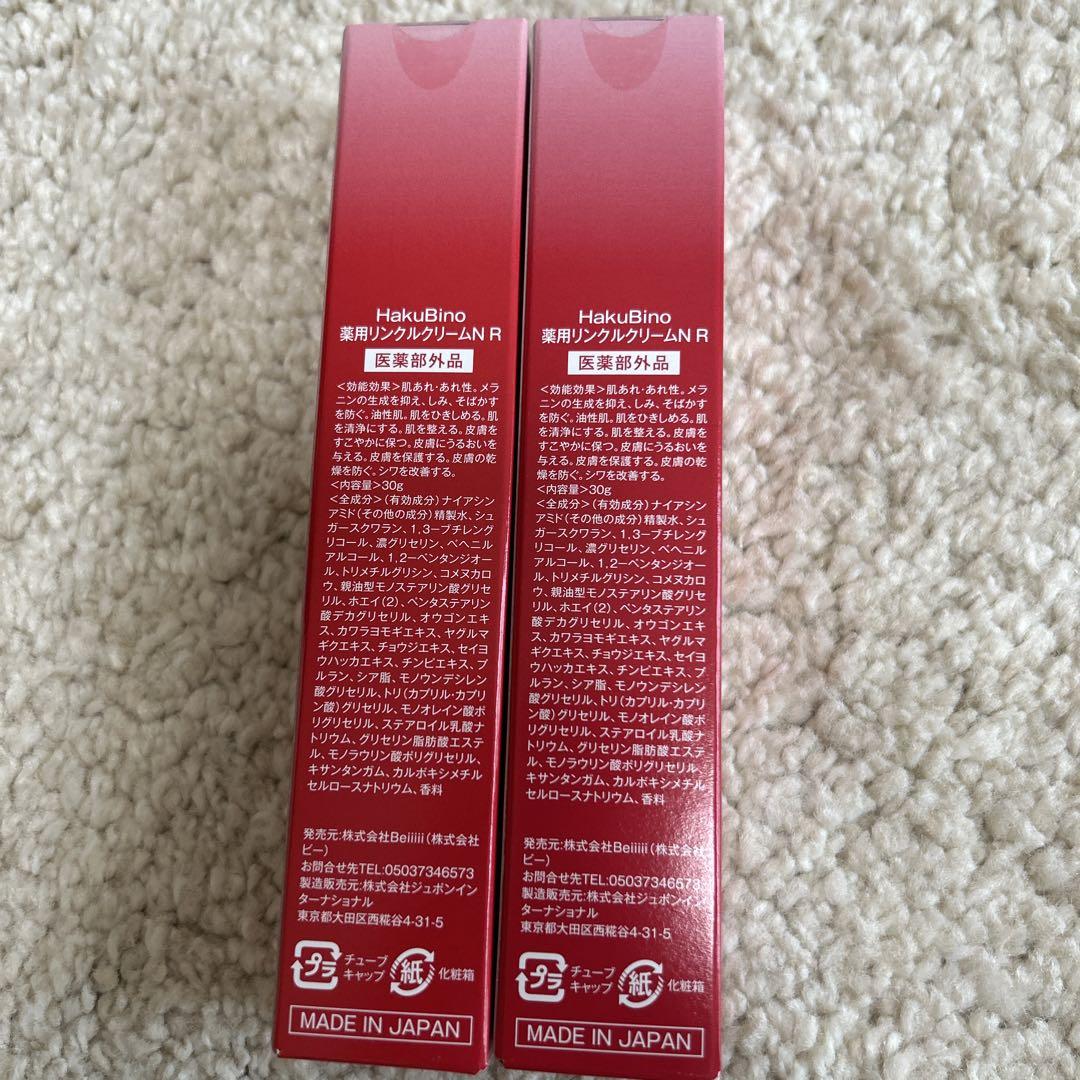 HakuBino
薬用リンクルクリームN R
医薬部外品
<効能効果>肌あれ・あれ性。メラ
ニンの生成を抑え、しみ、そばかす
を防ぐ。油性肌。肌をひきしめる。肌
を清浄にする。肌を整える。皮膚を
すこやかに保つ。皮膚にうるおいを
与える。皮膚を保護する。皮膚の乾
燥を防ぐ。シワを改善する。
<内容量>30g
<全成分>(有効成分)ナイアシン
アミド(その他の成分)精製水、シュ
ガースクワラン、1,3－ブチレング
リコール、濃グリセリン、ベヘニル
アルコール、1,2－ペンタンジオー
ル、トリメチルグリシン、コメヌカロ
ウ、親油型モノステアリン酸グリセ
リル、ホエイ(2)、ペンタステアリン
酸デカグリセリル、オウゴンエキ
ス、カワラヨモギエキス、ヤグルマ
ギクエキス、チョウジエキス、セイヨ
ウハッカエキス、チンピエキス、プ
ルラン、シア脂、モノウンデシレン
酸グリセリル、トリ(カプリル・カプリ
ン酸)グリセリル、モノオレイン酸ポ
リグリセリル、ステアロイル乳酸ナ
トリウム、グリセリン脂肪酸エステ
ル、モノラウリン酸ポリグリセリル、
キサンタンガム、カルボキシメチル
セルロースナトリウム、香料
発売元:株式会社Beiiiii(株式会社
ビー)
お問合せ先TEL:05037346573
製造販売元:株式会社ジュポンイン
ターナショナル
東京都大田区西糀谷4-31-5
プラ
チューブ
キャップ
紙
化粧箱
MADE IN JAPAN
HakuBino
薬用リンクルクリームN R
医薬部外品
<効能効果>肌あれ・あれ性。メラ
ニンの生成を抑え、しみ、そばかす
を防ぐ。油性肌。肌をひきしめる。肌
を清浄にする。肌を整える。皮膚を
すこやかに保つ。皮膚にうるおいを
与える。皮膚を保護する。皮膚の乾
燥を防ぐ。シワを改善する。
<内容量>30g
<全成分>(有効成分)ナイアシン
アミド(その他の成分)精製水、シュ
ガースクワラン、1,3－ブチレング
リコール、濃グリセリン、ベヘニル
アルコール、1,2－ペンタンジオー
ル、トリメチルグリシン、コメヌカロ
ウ、親油型モノステアリン酸グリセ
リル、ホエイ(2)、ペンタステアリン
酸デカグリセリル、オウゴンエキ
ス、カワラヨモギエキス、ヤグルマ
ギクエキス、チョウジエキス、セイヨ
ウハッカエキス、チンピエキス、プ
ルラン、シア脂、モノウンデシレン
酸グリセリル、トリ(カプリル・カプリ
ン酸)グリセリル、モノオレイン酸ポ
リグリセリル、ステアロイル乳酸ナ
トリウム、グリセリン脂肪酸エステ
ル、モノラウリン酸ポリグリセリル、
キサンタンガム、カルボキシメチル
セルロースナトリウム、香料
発売元:株式会社Beiiiii(株式会社
ビー)
お問合せ先TEL:05037346573
製造販売元:株式会社ジュポンイン
ターナショナル
東京都大田区西糀谷4-31-5
プラ
チューブ
キャップ
紙
化粧箱
MADE IN JAPAN